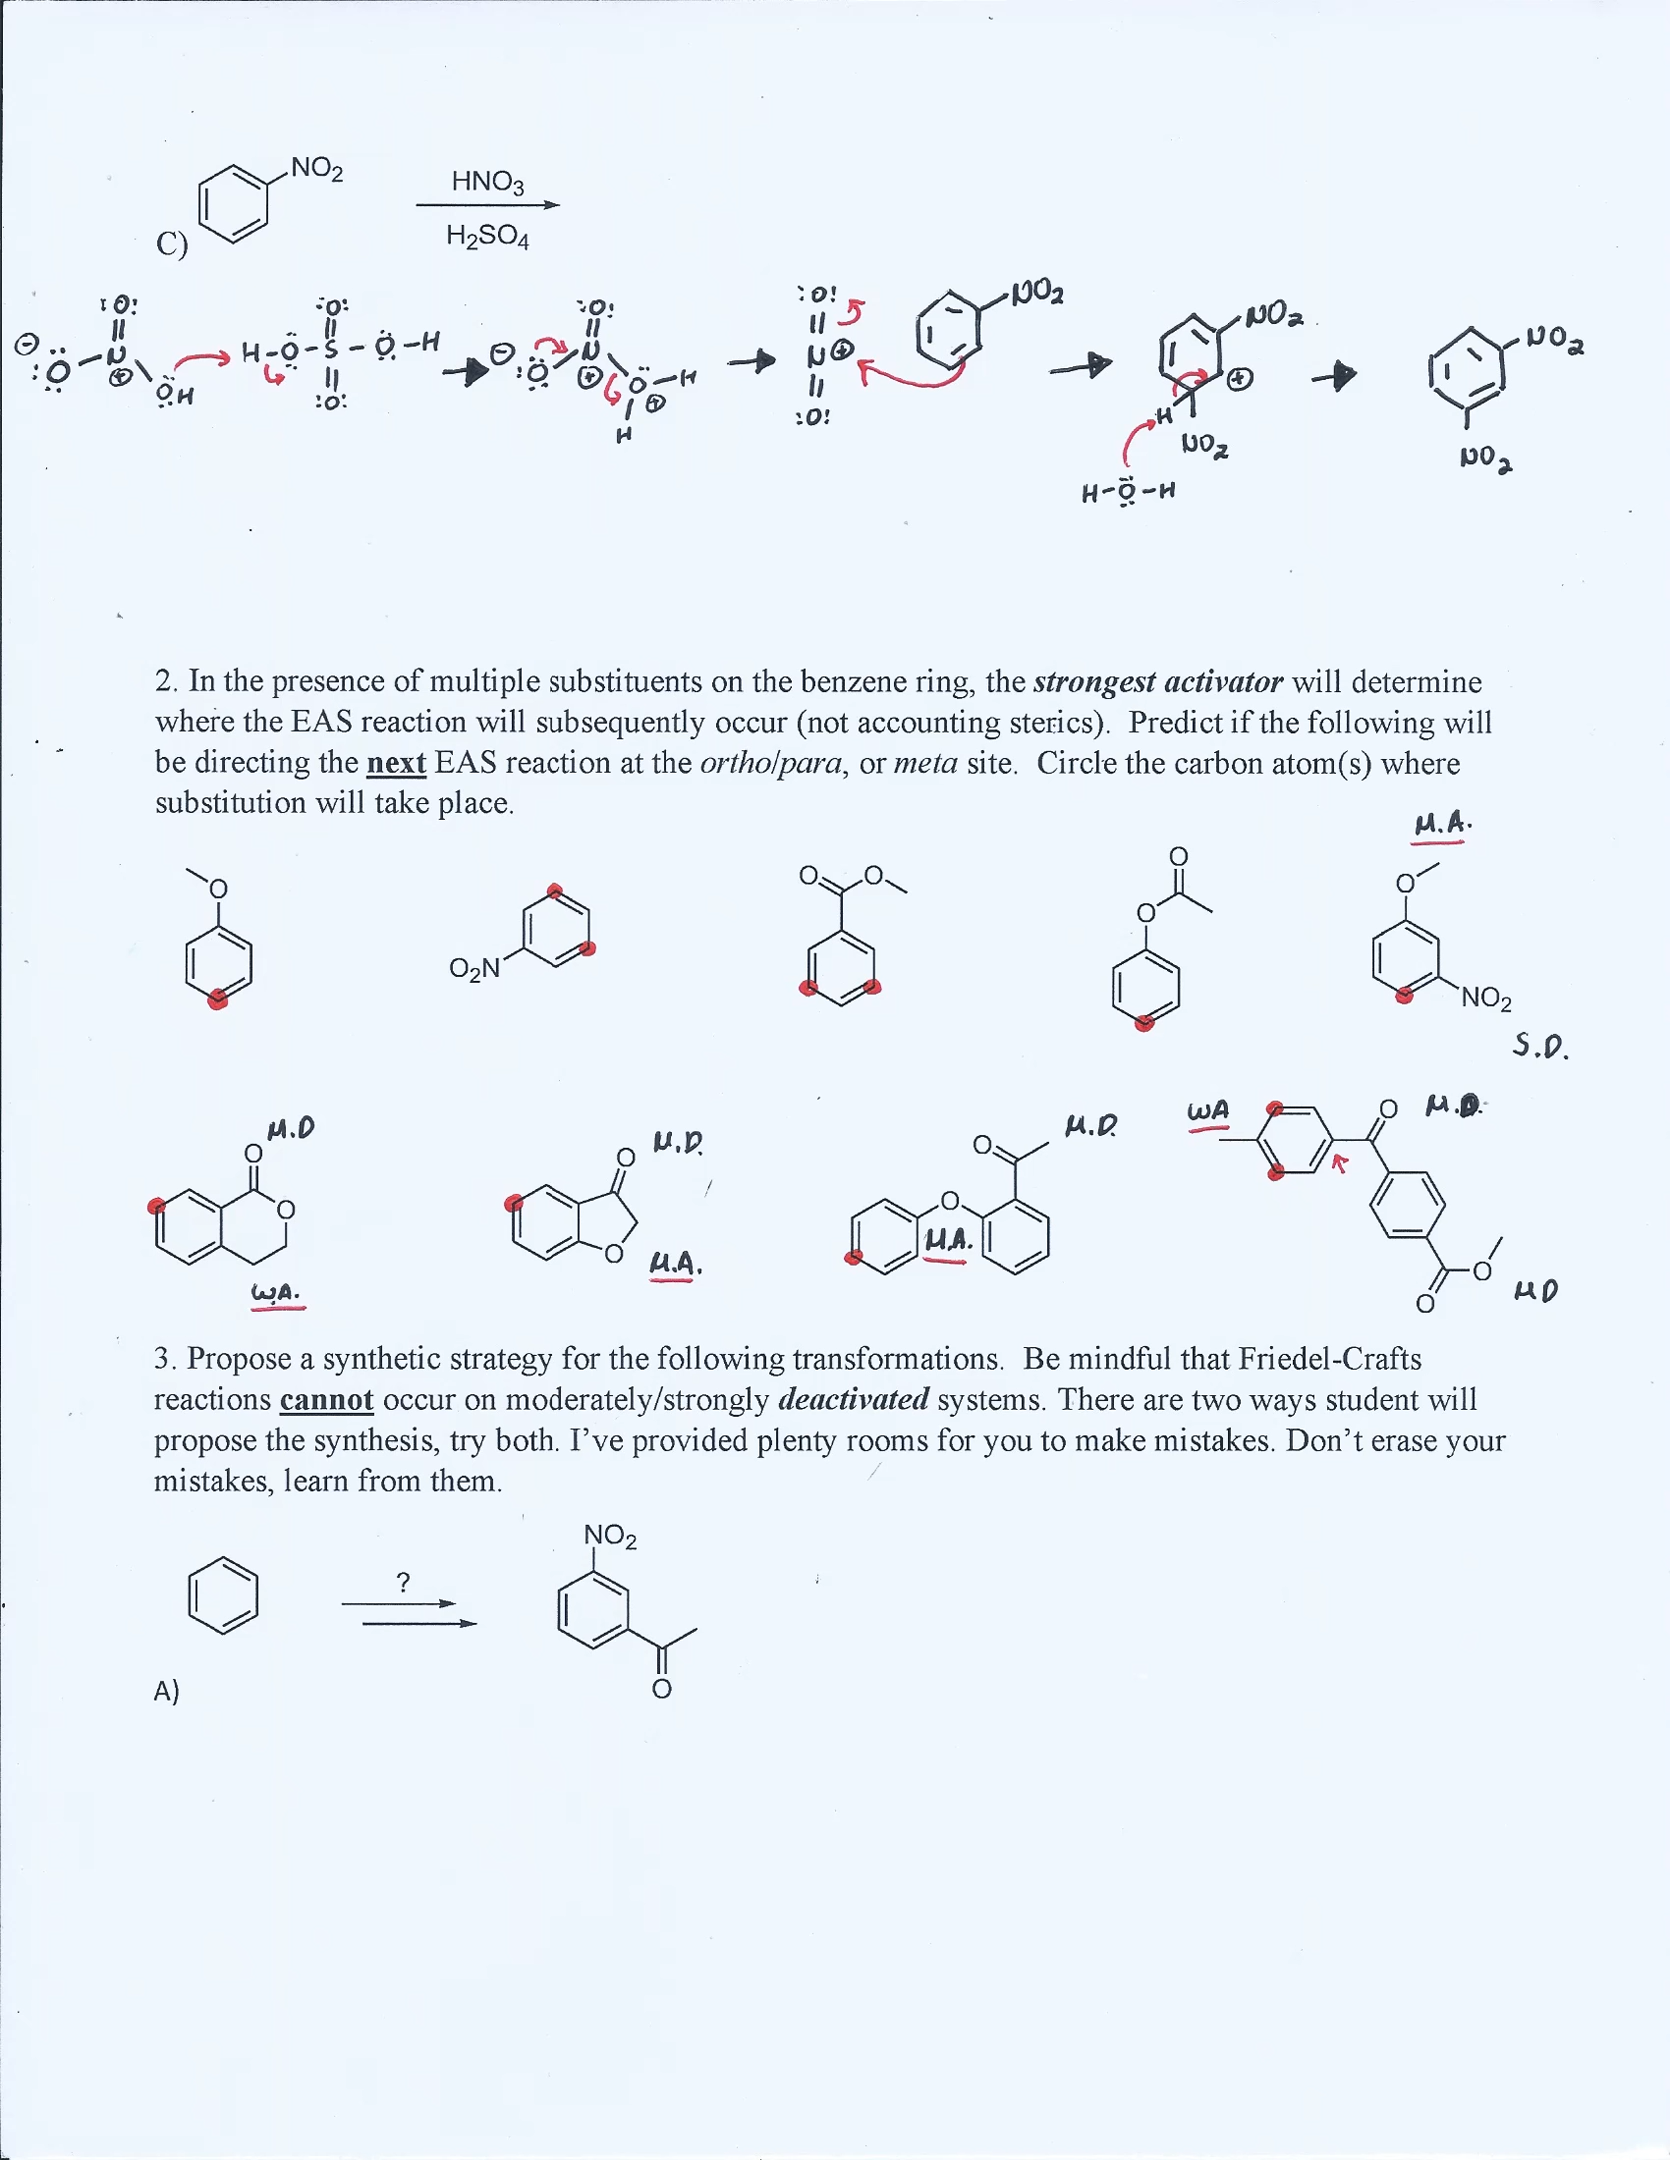 NO2
HNO3
H2SO4
C)
:O: :O: :O: :O: NO2 NO2 NO2
⊖ :O – N ⊕ OH H–O–S–O–H ⊖ :O N ⊕ O–H ⊕ N ⊕ ⊕
:O: H :O: H NO2 NO2
H–O–H
2. In the presence of multiple substituents on the benzene ring, the strongest activator will determine
where the EAS reaction will subsequently occur (not accounting sterics). Predict if the following will
be directing the next EAS reaction at the ortho/para, or meta site. Circle the carbon atom(s) where
substitution will take place.
M.A.
O O2N O O O O O NO2
S.D.
M.D O O M.D. O O M.D. WA O M.D.
O W.A. O M.A. M.A. O O M.D
3. Propose a synthetic strategy for the following transformations. Be mindful that Friedel-Crafts
reactions cannot occur on moderately/strongly deactivated systems. There are two ways student will
propose the synthesis, try both. I've provided plenty rooms for you to make mistakes. Don't erase your
mistakes, learn from them.
NO2
?
O
A)